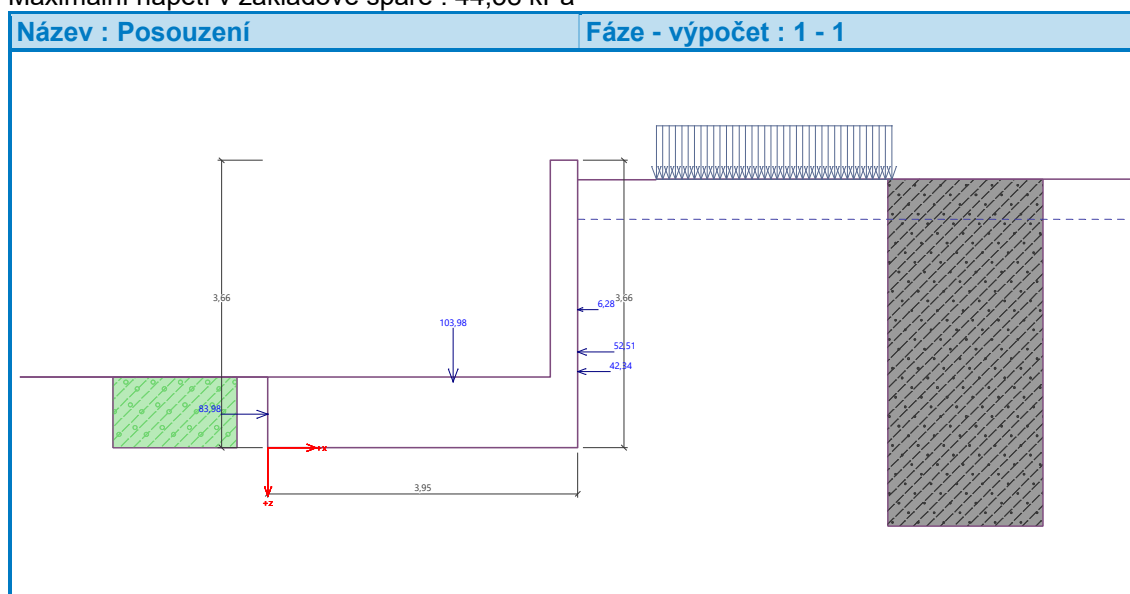 Název : Posouzení
Fáze - výpočet : 1 - 1
3,66
103,98
6,28
3,66
52,51
42,34
83,98
+x
3,95
+z